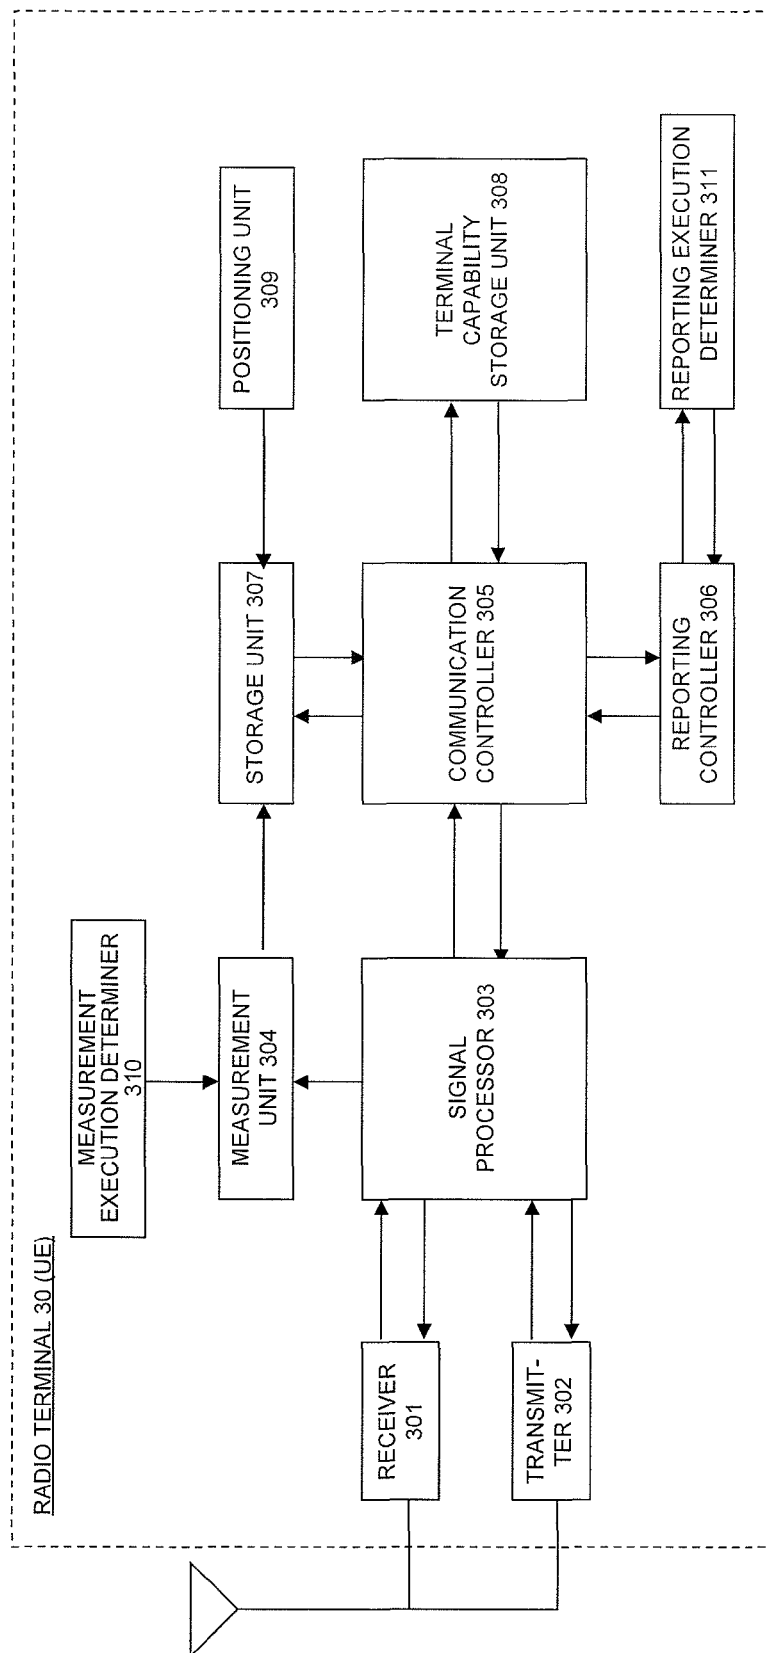 RADIO TERMINAL 30 (UE)
MEASUREMENT
EXECUTION DETERMINER
310
MEASUREMENT
UNIT 304
STORAGE UNIT 307
POSITIONING UNIT
309
RECEIVER
301
SIGNAL
PROCESSOR 303
COMMUNICATION
CONTROLLER 305
TERMINAL
CAPABILITY
STORAGE UNIT 308
TRANSMIT-
TER 302
REPORTING
CONTROLLER 306
REPORTING EXECUTION
DETERMINER 311